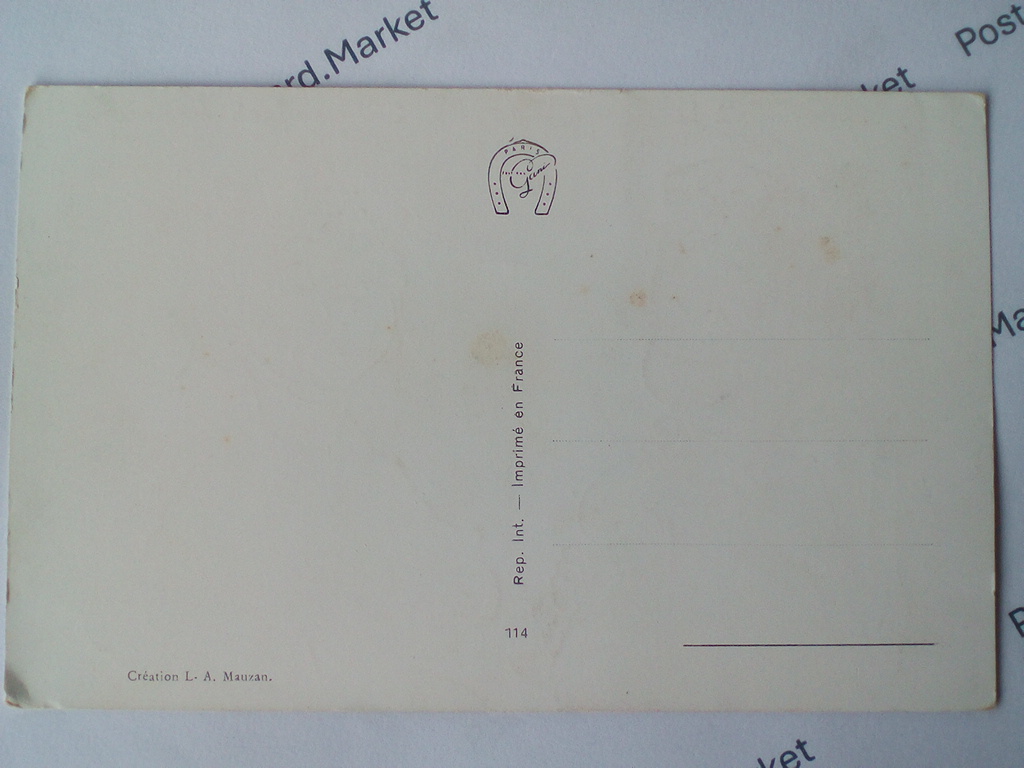 rd.Market
Post
ket
PARIS
Rep. Int. — Imprimé en France
114
Création L- A. Mauzan.
Ma
P
ket